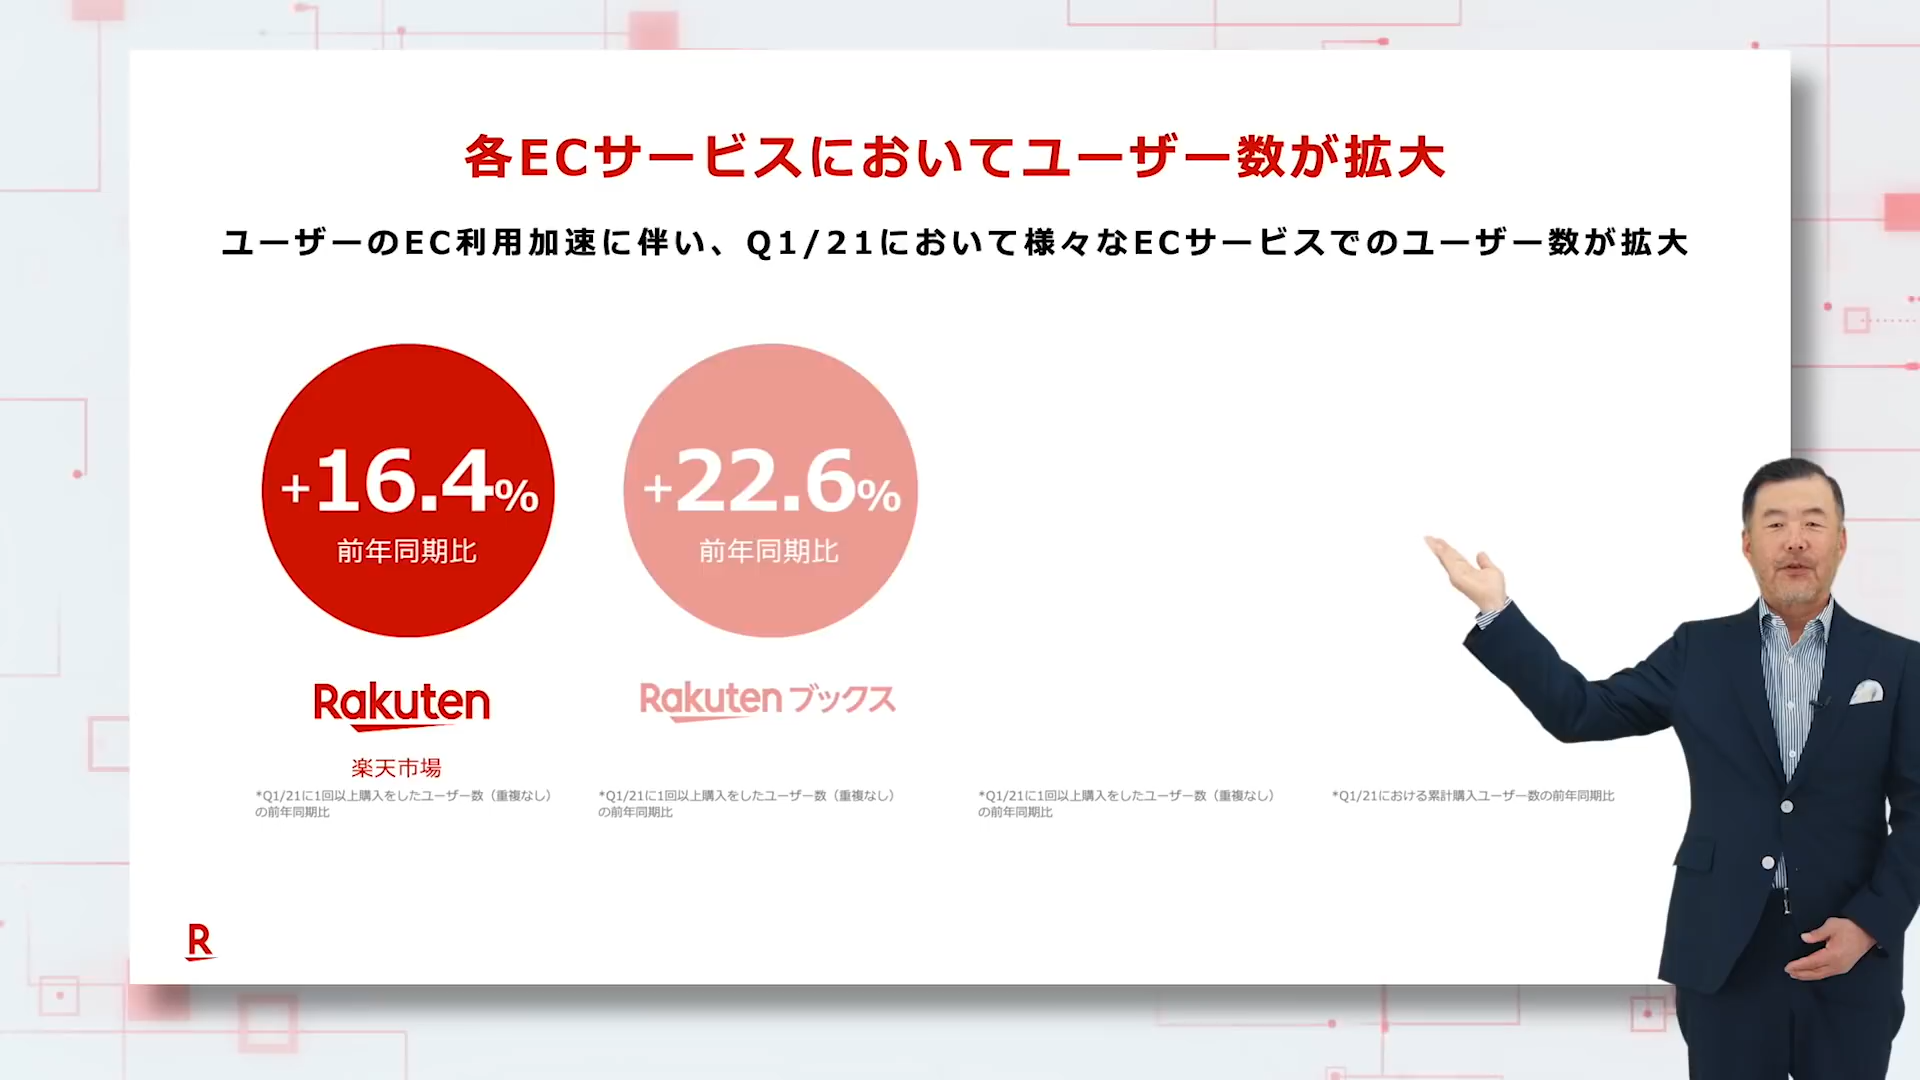 各ECサービスにおいてユーザー数が拡大
ユーザーのEC利用加速に伴い、Q1/21において様々なECサービスでのユーザー数が拡大
+16.4%
前年同期比
+22.6%
前年同期比
Rakuten
楽天市場
Rakuten ブックス
*Q1/21に1回以上購入をしたユーザー数（重複なし）
の前年同期比
*Q1/21に1回以上購入をしたユーザー数（重複なし）
の前年同期比
*Q1/21に1回以上購入をしたユーザー数（重複なし）
の前年同期比
*Q1/21における累計購入ユーザー数の前年同期比
R